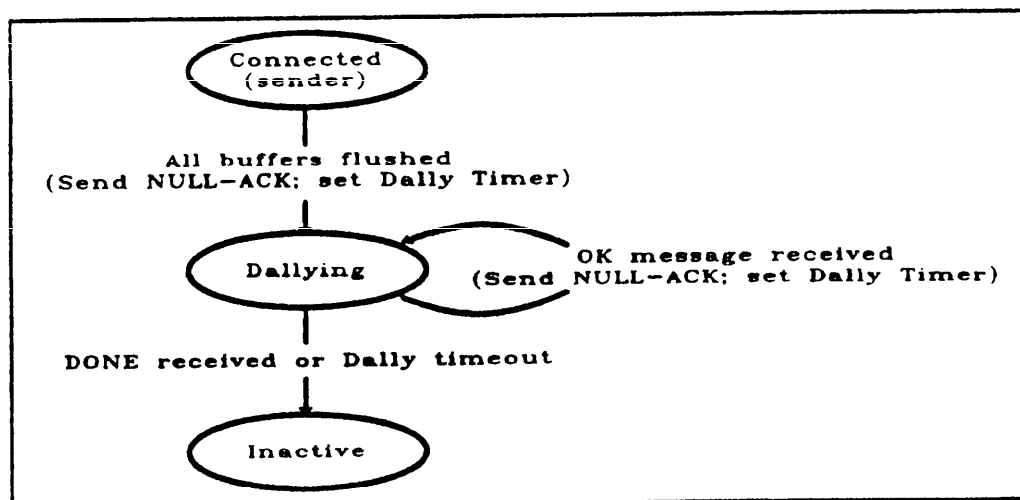 Connected
(sender)
All buffers flushed
(Send NULL-ACK; set Dally Timer)
Dallying
OK message received
(Send NULL-ACK; set Dally Timer)
DONE received or Dally timeout
Inactive